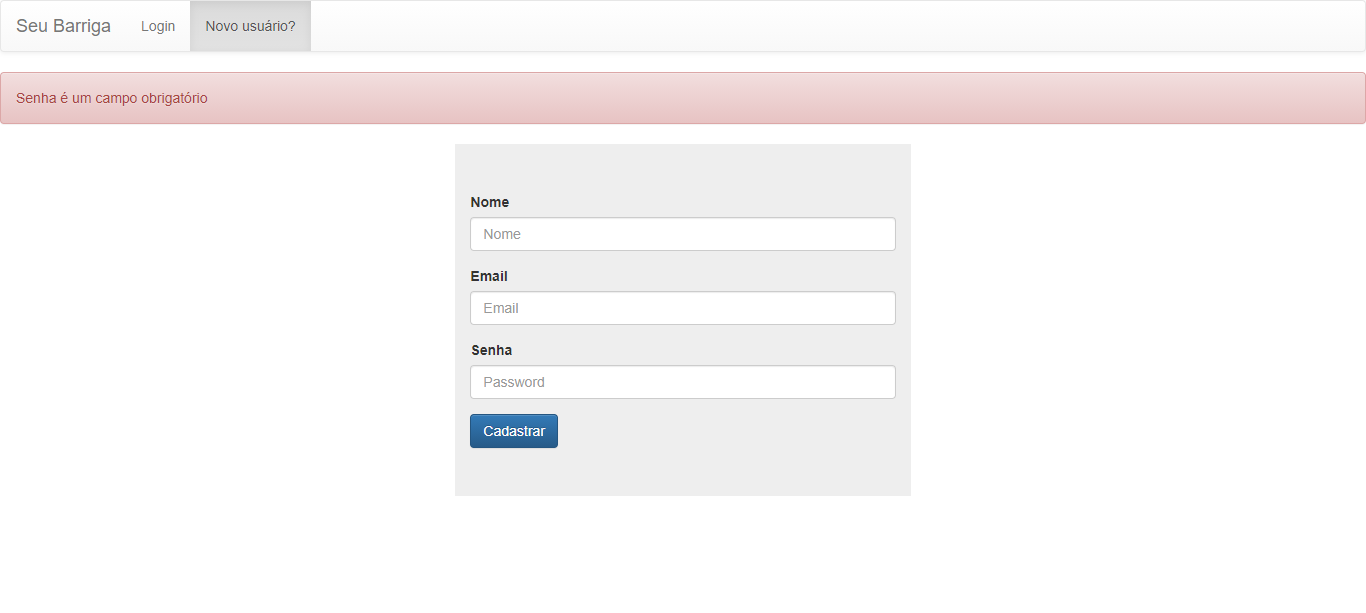 Seu Barriga Login Novo usuário?
Senha é um campo obrigatório
Nome
Nome
Email
Email
Senha
Password
Cadastrar